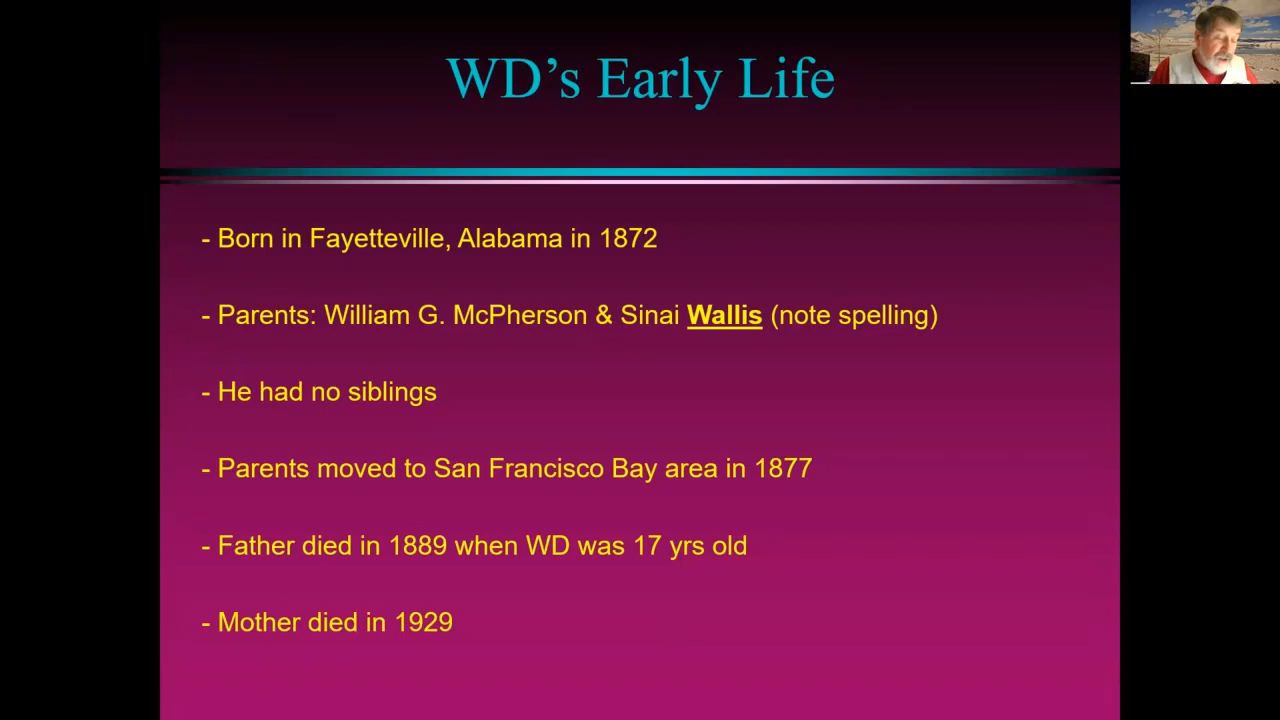 WD’s Early Life
- Born in Fayetteville, Alabama in 1872
- Parents: William G. McPherson & Sinai Wallis (note spelling)
- He had no siblings
- Parents moved to San Francisco Bay area in 1877
- Father died in 1889 when WD was 17 yrs old
- Mother died in 1929